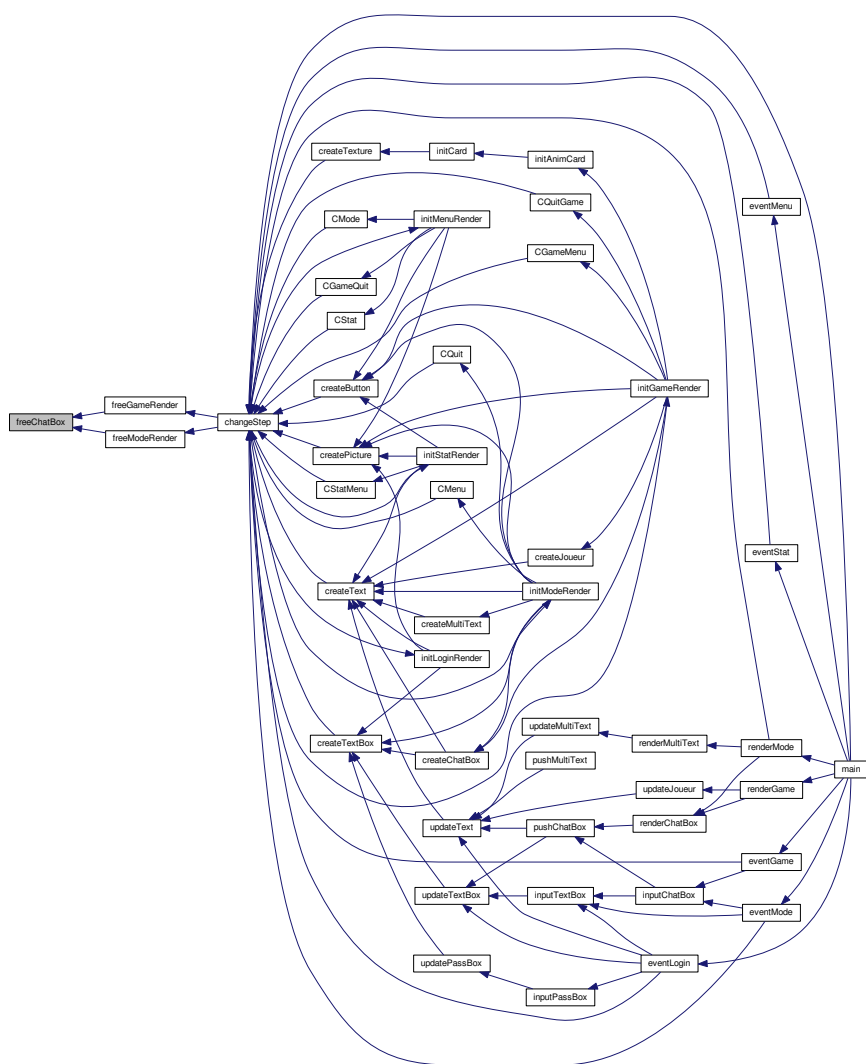 createTexture
initCard
initAnimCard
CQuitGame
eventMenu
CMode
initMenuRender
CGameMenu
CGameQuit
CStat
CQuit
createButton
initGameRender
freeGameRender
freeChatBox
changeStep
freeModeRender
createPicture
initStatRender
CStatMenu
CMenu
eventStat
createJoueur
createText
initModeRender
createMultiText
initLoginRender
updateMultiText
createTextBox
renderMultiText
renderMode
createChatBox
pushMultiText
main
updateJoueur
renderGame
updateText
pushChatBox
renderChatBox
eventGame
updateTextBox
inputTextBox
inputChatBox
eventMode
updatePassBox
eventLogin
inputPassBox